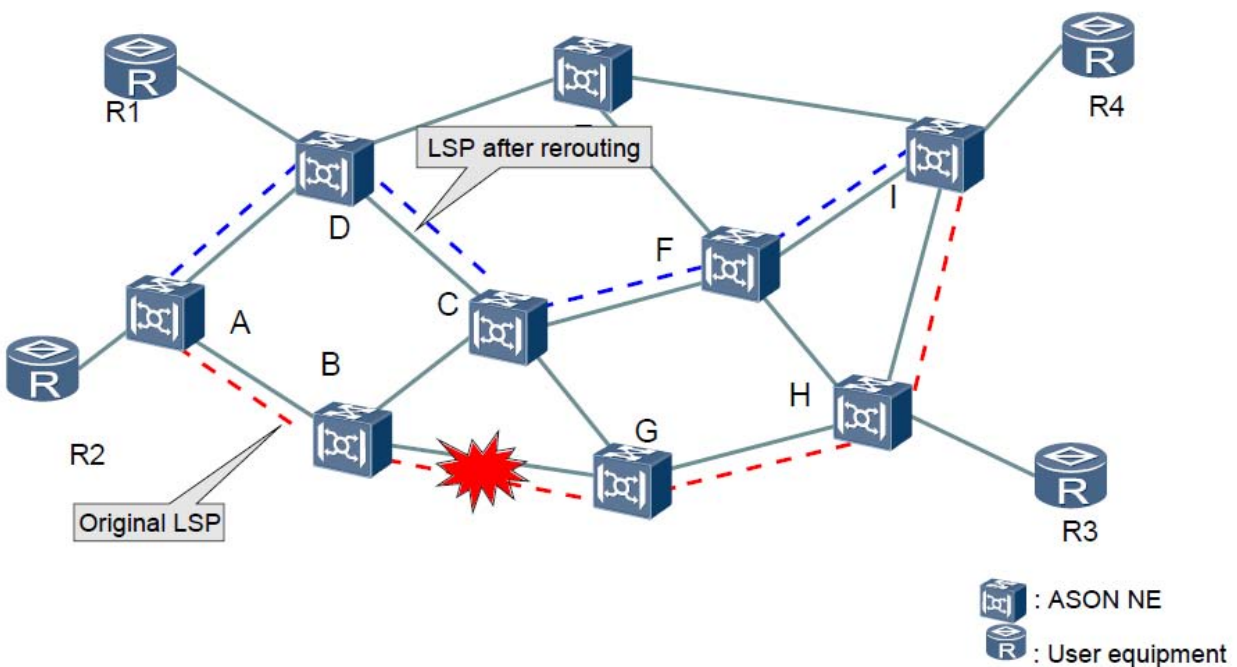 R
R1
R
R4
LSP after rerouting
D
I
F
A
C
B
R
R2
H
G
Original LSP
R
R3
: ASON NE
R
: User equipment